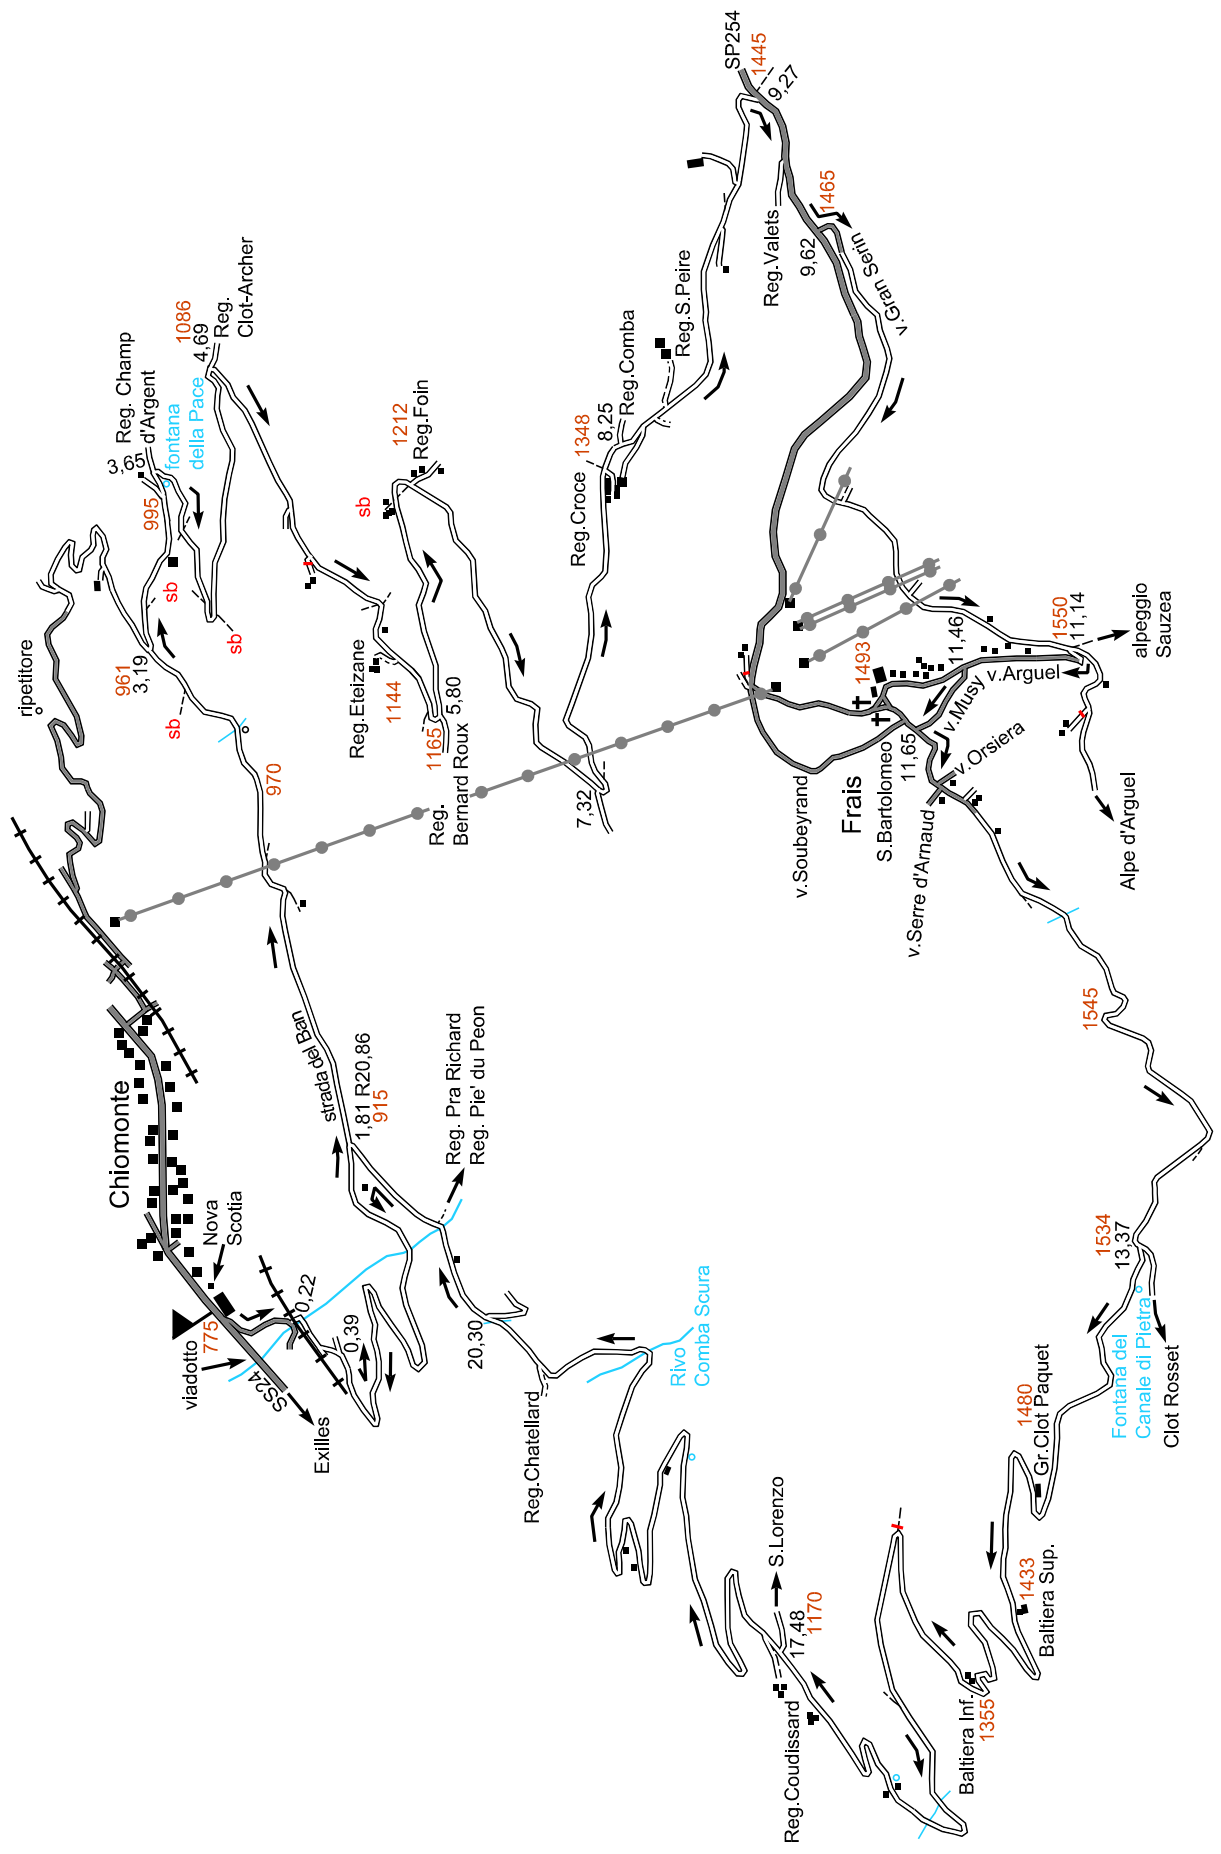 SP254
1445
9,27
Reg.Valets
1465
9,62
v.Gran Serin
Reg.S.Peire
Reg.Comba
8,25
1348
Reg.Croce
7,32
Reg.
Clot-Archer
4,69
1086
Reg. Champ
d'Argent
3,65
fontana
della Pace
995
sb
sb
sb
sb
961
3,19
ripetitore
970
1212
Reg.Foin
Reg.Eteizane
1144
1165
5,80
Reg.
Bernard Roux
strada del Ban
1,81 R20,86
915
Chiomonte
Nova
Scotia
viadotto
775
SS24
Exilles
0,22
0,39
Reg. Pra Richard
Reg. Pie' du Peon
20,30
Reg.Chatellard
Rivo
Comba Scura
S.Lorenzo
17,48
1170
Reg.Coudissard
Baltiera Inf.
1355
1433
Baltiera Sup.
1480
Gr.Clot Paquet
Fontana del
Canale di Pietra
Clot Rosset
1534
13,37
1545
Frais
S.Bartolomeo
11,65
v.Soubeyrand
v.Serre d'Arnaud
v.Orsiera
v.Musy
v.Arguel
11,46
1493
1550
11,14
alpeggio
Sauzea
Alpe d'Arguel